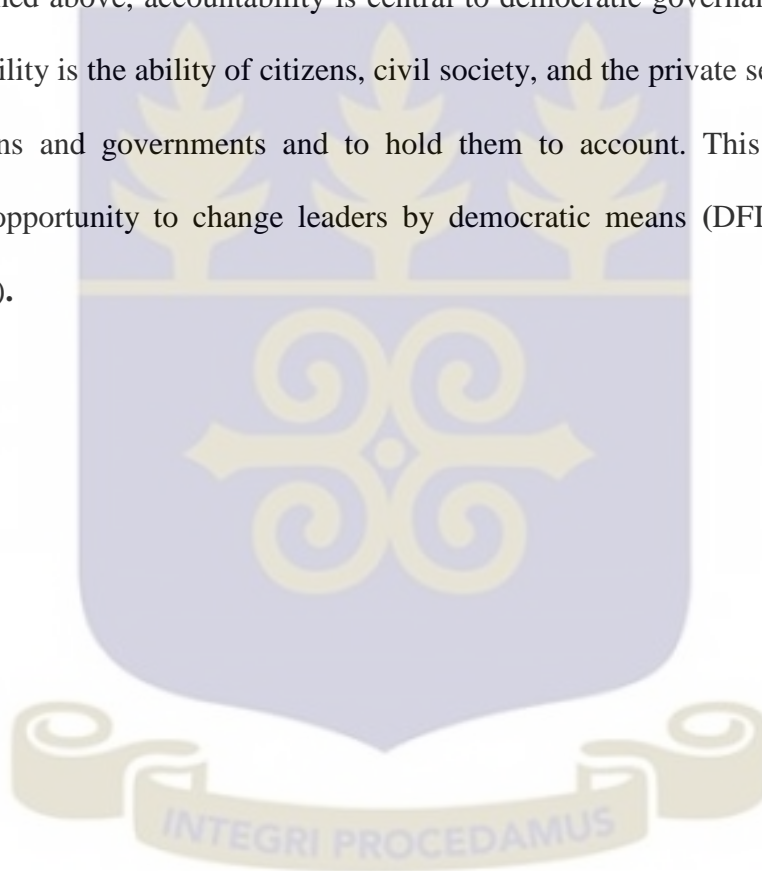 ned above, accountability is central to democratic governan
ility is the ability of citizens, civil society, and the private se
ns and governments and to hold them to account. This
opportunity to change leaders by democratic means (DFI
).
INTEGRI PROCEDAMUS